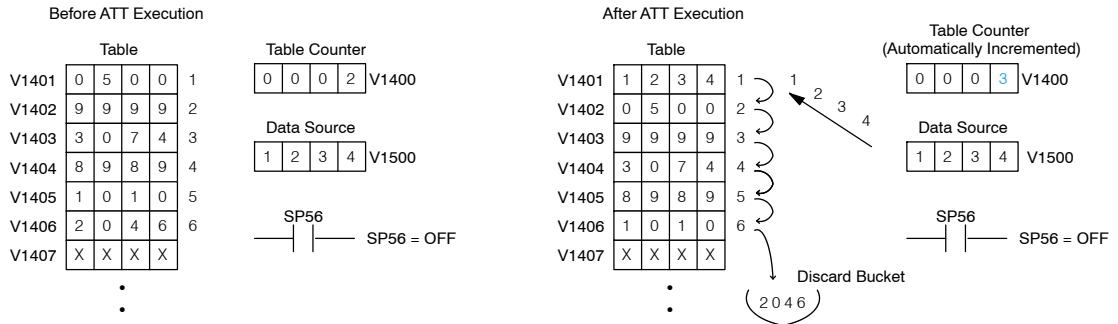 Before ATT Execution
Table
V1401 0 5 0 0 1
V1402 9 9 9 9 2
V1403 3 0 7 4 3
V1404 8 9 8 9 4
V1405 1 0 1 0 5
V1406 2 0 4 6 6
V1407 X X X X
Table Counter
0 0 0 2 V1400
Data Source
1 2 3 4 V1500
SP56
SP56 = OFF
After ATT Execution
Table
V1401 1 2 3 4 1
V1402 0 5 0 0 2
V1403 9 9 9 9 3
V1404 3 0 7 4 4
V1405 8 9 8 9 5
V1406 1 0 1 0 6
V1407 X X X X
1 2 3 4
Discard Bucket
2 0 4 6
Table Counter
(Automatically Incremented)
0 0 0 3 V1400
Data Source
1 2 3 4 V1500
SP56
SP56 = OFF